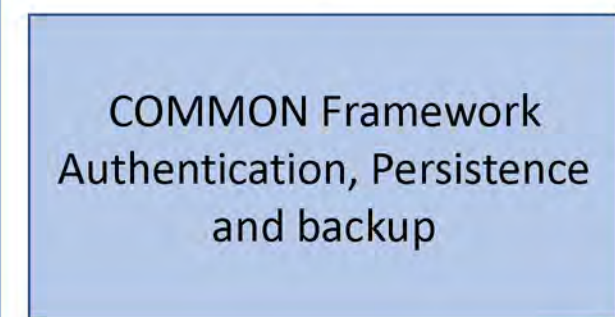 COMMON Framework
Authentication, Persistence
and backup